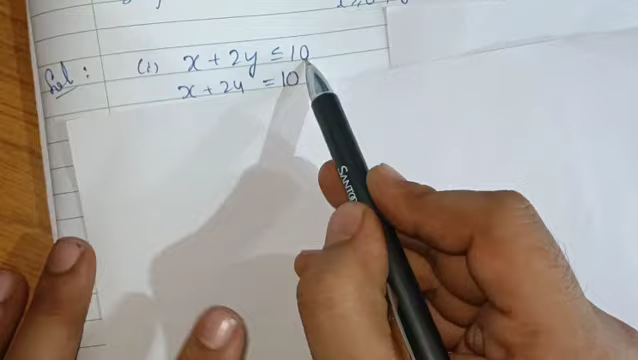 Sol: (i) x + 2y ≤ 10
x + 2y = 10